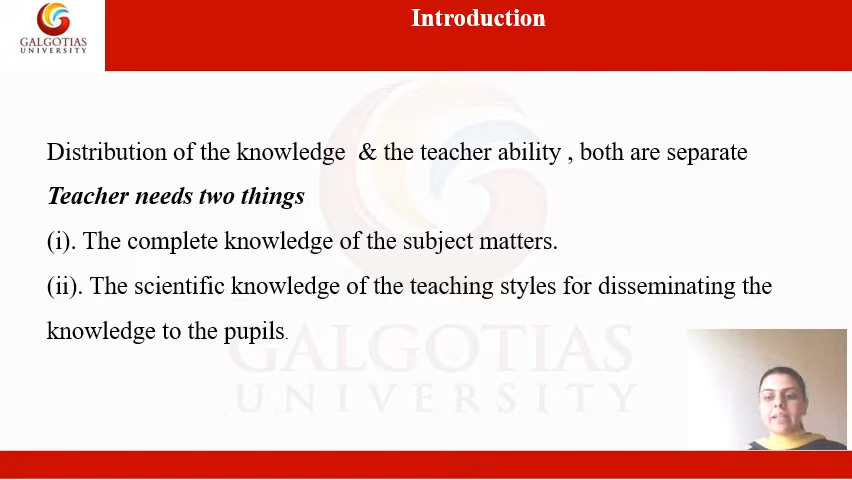 Introduction
GALGOTIAS
UNIVERSITY
Distribution of the knowledge & the teacher ability , both are separate
Teacher needs two things
(i). The complete knowledge of the subject matters.
(ii). The scientific knowledge of the teaching styles for disseminating the
knowledge to the pupils.
GALGOTIAS
UNIVERSITY